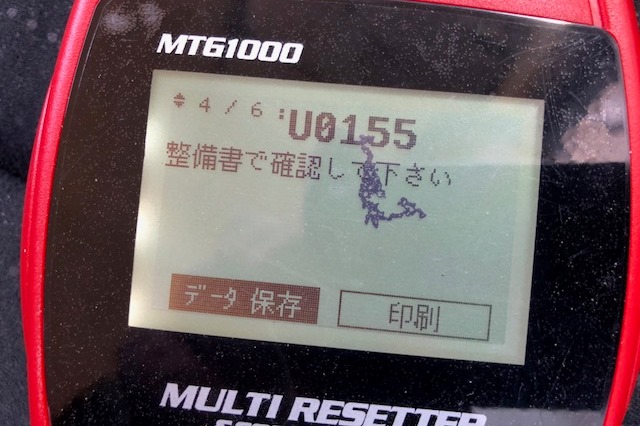 MTG1000
4/6:U0155
整備書で確認して下さい
データ 保存
印刷
MULTI RESETTER